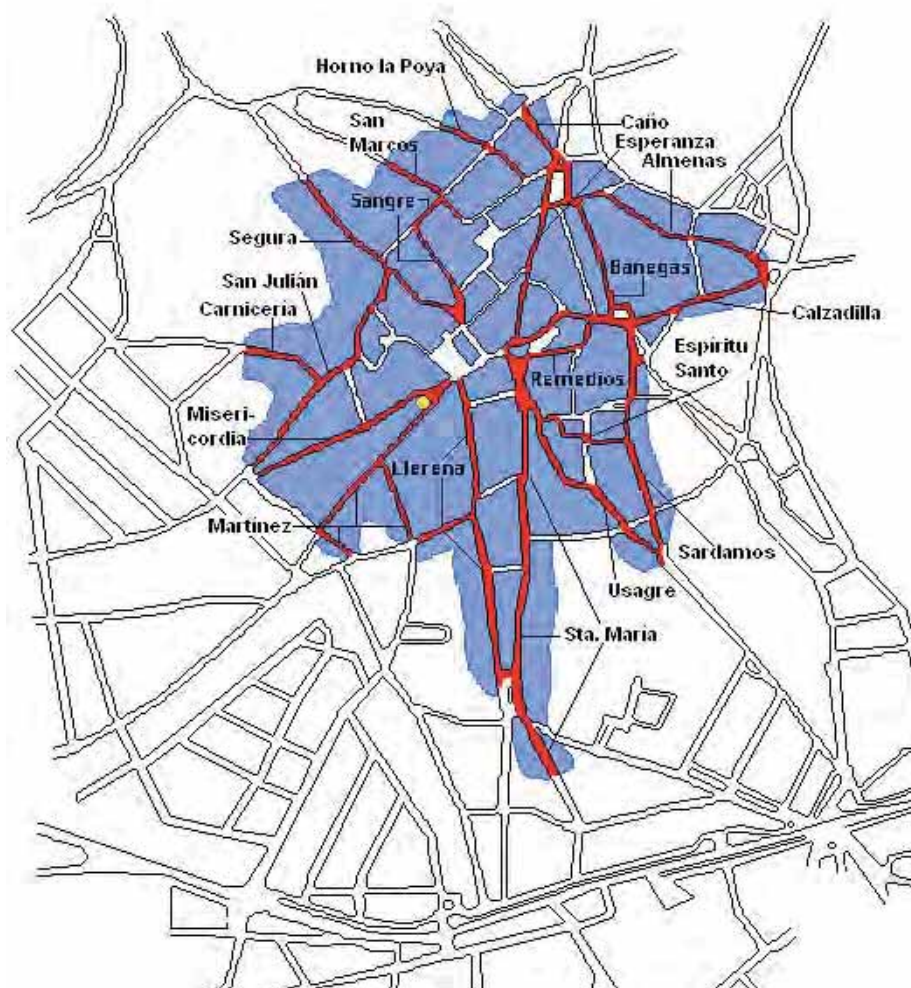 Horno la Poya
San
Marcos
Caño
Esperanza
Almenas
Sangre
Segura
San Julián
Carnicería
Banegas
Calzadilla
Espíritu
Santo
Remedios
Miseri-
cordia
Llerena
Martínez
Sardamos
Usagre
Sta. María